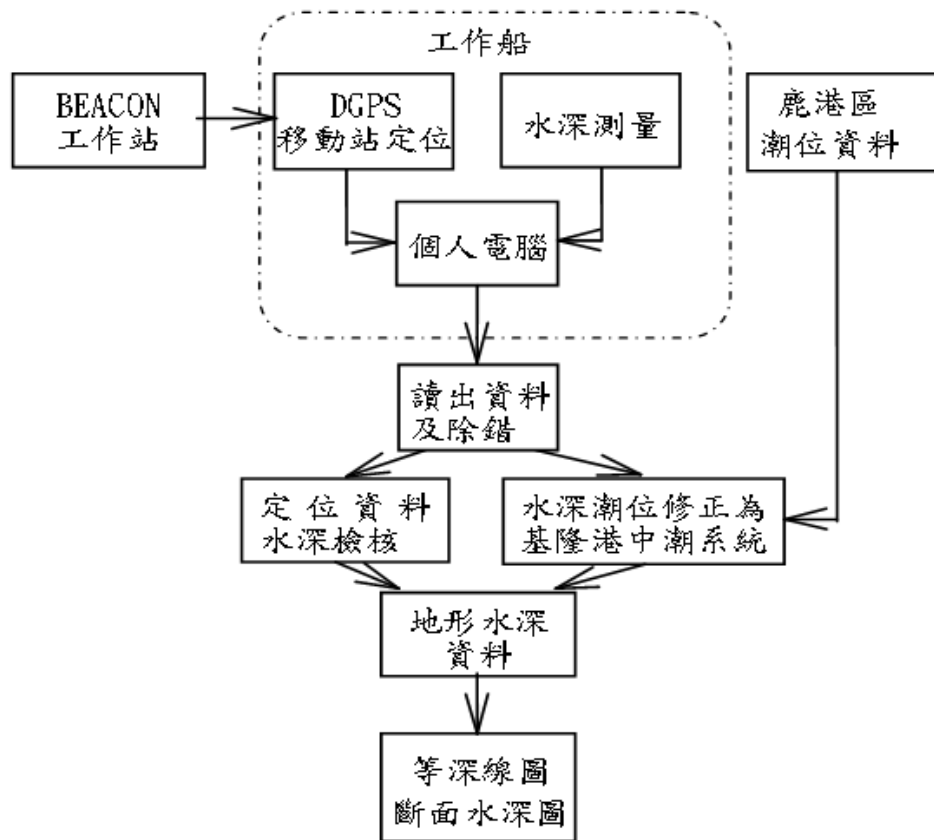 工作船
BEACON
工作站
DGPS
移動站定位
水深測量
鹿港區
潮位資料
個人電腦
讀出資料
及除錯
定位資料
水深檢核
水深潮位修正為
基隆港中潮系統
地形水深
資料
等深線圖
斷面水深圖